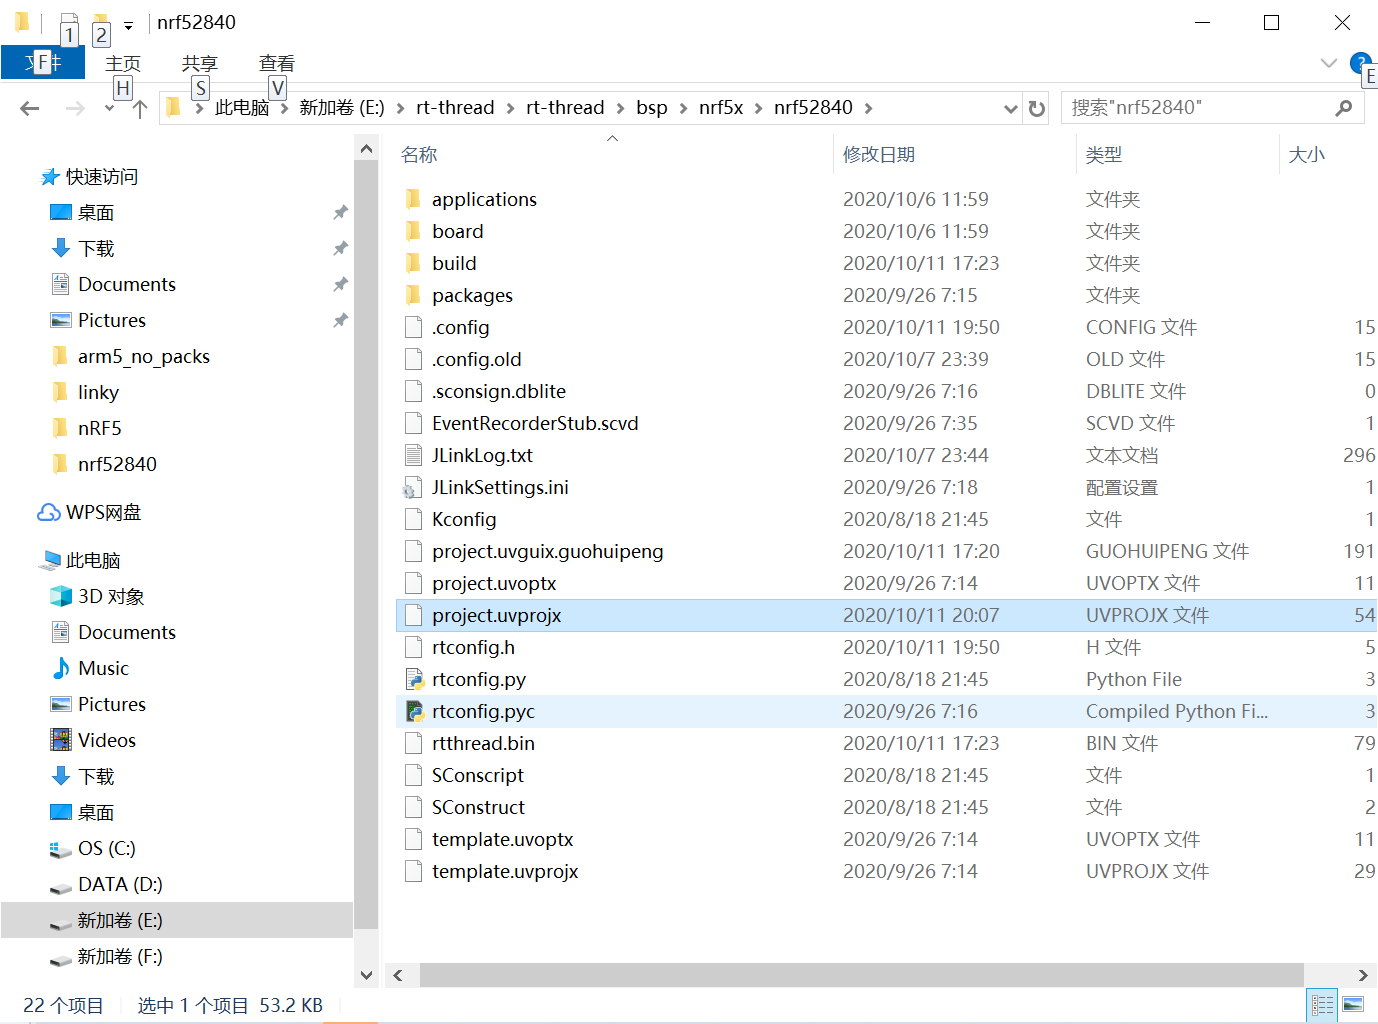 nrf52840
1
2
F
主页
共享
查看
H
S
V
E
此电脑 新加卷 (E:) rt-thread rt-thread bsp nrf5x nrf52840
搜索"nrf52840"
快速访问
桌面
下载
Documents
Pictures
arm5_no_packs
linky
nRF5
nrf52840
WPS网盘
此电脑
3D 对象
Documents
Music
Pictures
Videos
下载
桌面
OS (C:)
DATA (D:)
新加卷 (E:)
新加卷 (F:)
名称 修改日期 类型 大小
applications 2020/10/6 11:59 文件夹
board 2020/10/6 11:59 文件夹
build 2020/10/11 17:23 文件夹
packages 2020/9/26 7:15 文件夹
.config 2020/10/11 19:50 CONFIG 文件 15
.config.old 2020/10/7 23:39 OLD 文件 15
.sconsign.dblite 2020/9/26 7:16 DBLITE 文件 0
EventRecorderStub.scvd 2020/9/26 7:35 SCVD 文件 1
JLinkLog.txt 2020/10/7 23:44 文本文档 296
JLinkSettings.ini 2020/9/26 7:18 配置设置 1
Kconfig 2020/8/18 21:45 文件 1
project.uvguix.guohuipeng 2020/10/11 17:20 GUOHUIPENG 文件 191
project.uvoptx 2020/9/26 7:14 UVOPTX 文件 11
project.uvprojx 2020/10/11 20:07 UVPROJX 文件 54
rtconfig.h 2020/10/11 19:50 H 文件 5
rtconfig.py 2020/8/18 21:45 Python File 3
rtconfig.pyc 2020/9/26 7:16 Compiled Python Fi... 3
rtthread.bin 2020/10/11 17:23 BIN 文件 79
SConscript 2020/8/18 21:45 文件 1
SConstruct 2020/8/18 21:45 文件 2
template.uvoptx 2020/9/26 7:14 UVOPTX 文件 11
template.uvprojx 2020/9/26 7:14 UVPROJX 文件 29
22 个项目 选中 1 个项目 53.2 KB